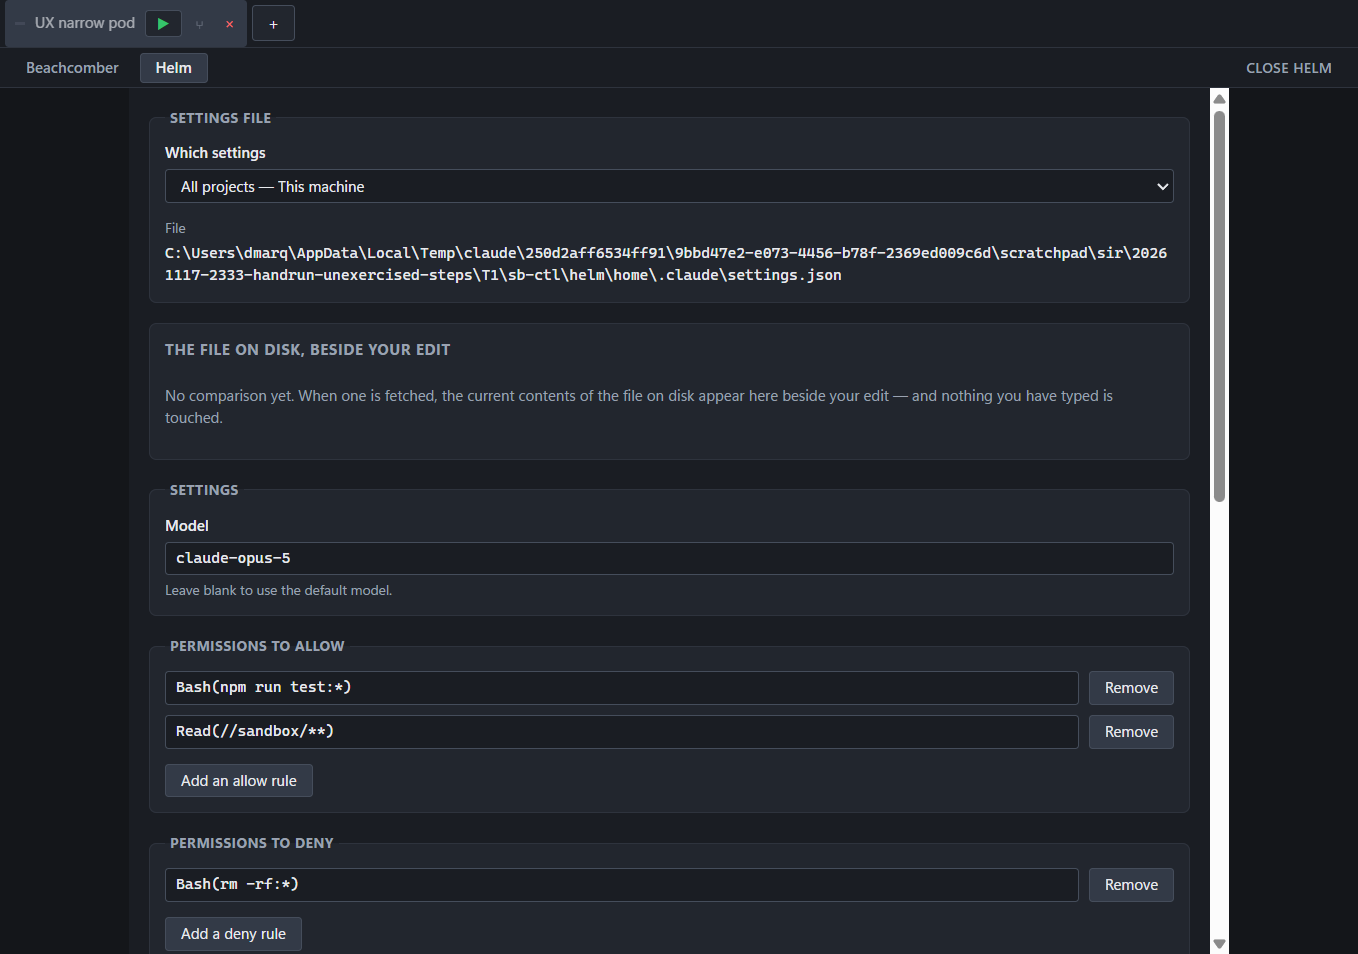 UX narrow pod
+
Beachcomber
Helm
CLOSE HELM
SETTINGS FILE
Which settings
All projects — This machine
File
C:\Users\dmarq\AppData\Local\Temp\claude\250d2aff6534ff91\9bbd47e2-e073-4456-b78f-2369ed009c6d\scratchpad\sir\2026
1117-2333-handrun-unexercised-steps\T1\sb-ctl\helm\home\.claude\settings.json
THE FILE ON DISK, BESIDE YOUR EDIT
No comparison yet. When one is fetched, the current contents of the file on disk appear here beside your edit — and nothing you have typed is
touched.
SETTINGS
Model
claude-opus-5
Leave blank to use the default model.
PERMISSIONS TO ALLOW
Bash(npm run test:*)
Remove
Read(//sandbox/**)
Remove
Add an allow rule
PERMISSIONS TO DENY
Bash(rm -rf:*)
Remove
Add a deny rule